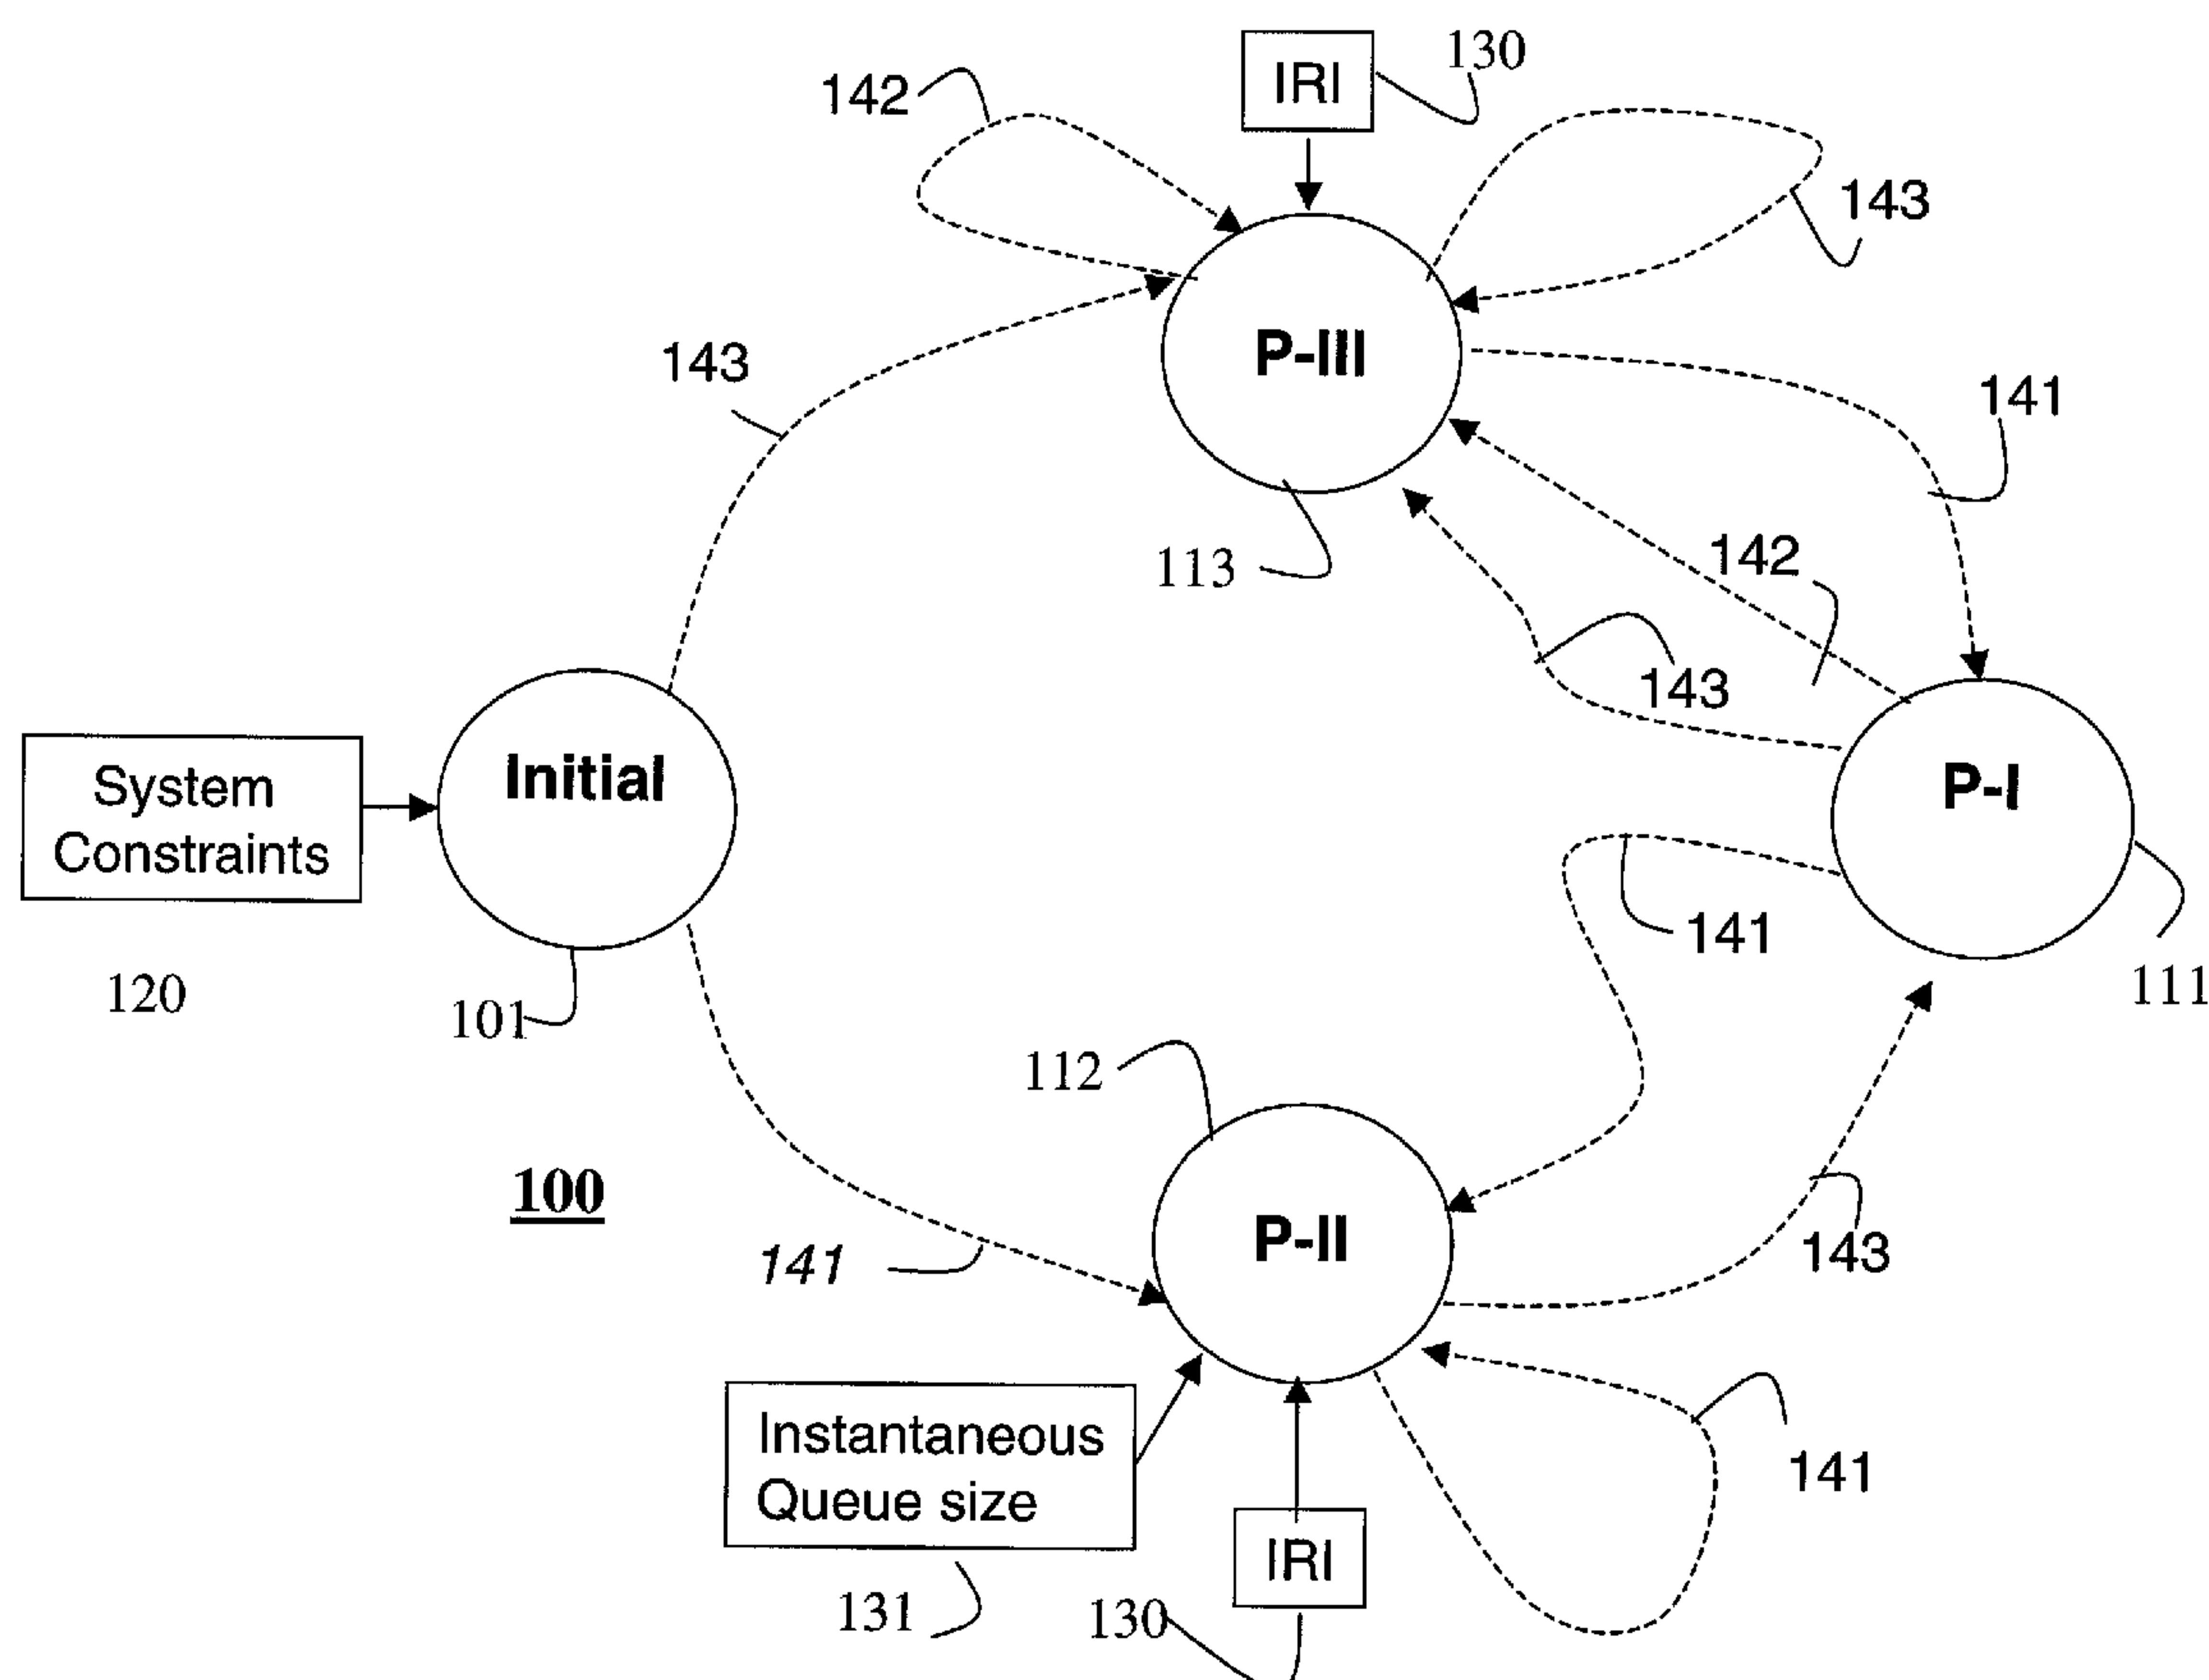 130
IRI
142
143
P-III
143
141
142
113
143
Initial
System
Constraints
P-I
141
120
101
111
112
100
P-II
141
143
Instantaneous
Queue size
141
IRI
131
130